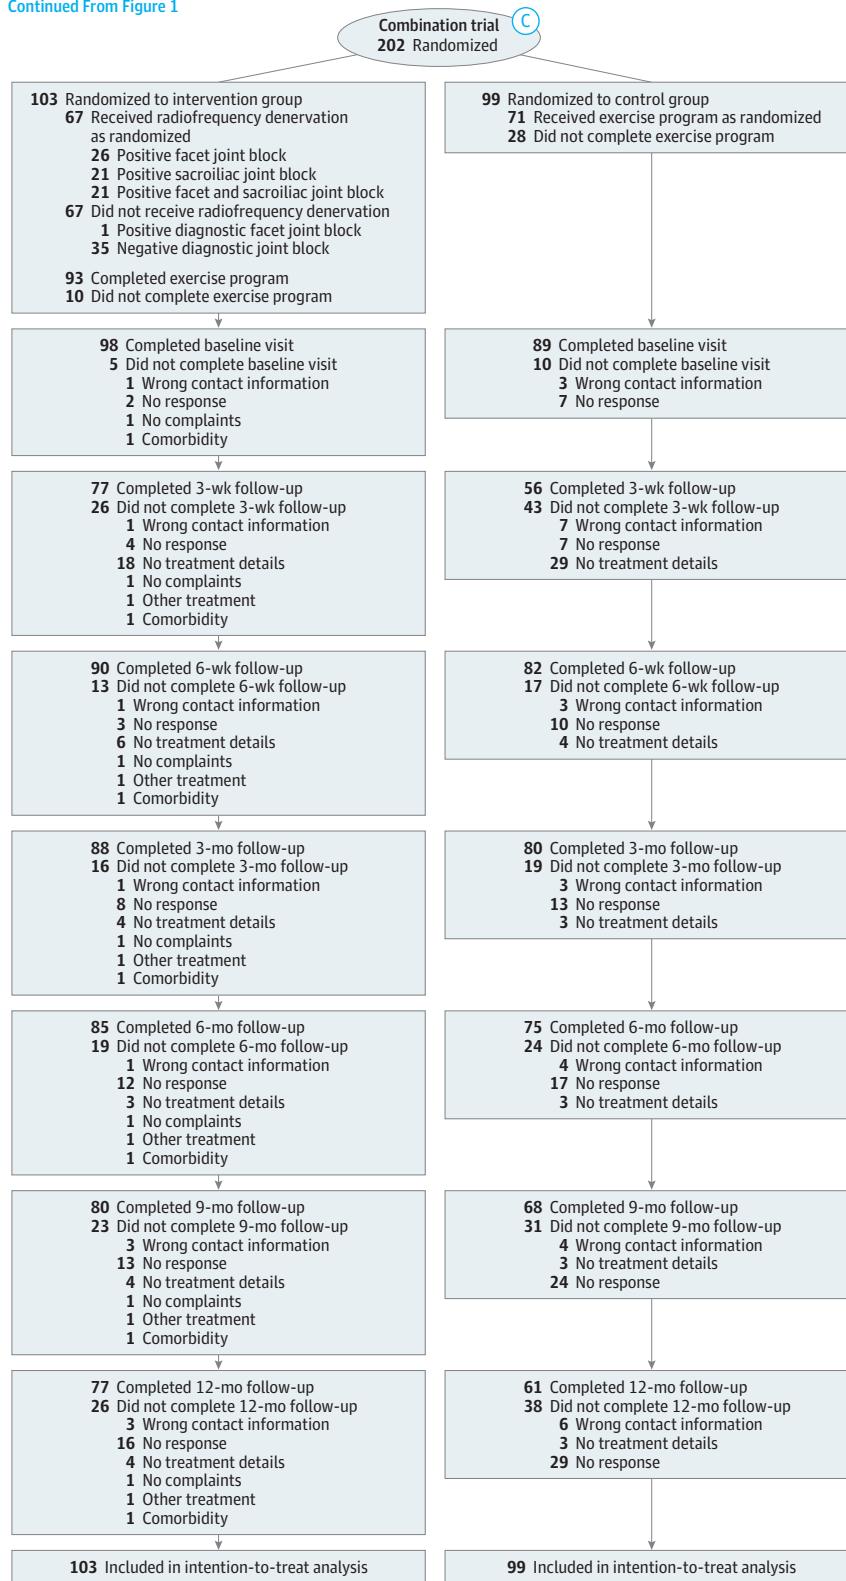 Continued From Figure 1
Combination trial
C
202 Randomized
103 Randomized to intervention group
67 Received radiofrequency denervation
as randomized
26 Positive facet joint block
21 Positive sacroiliac joint block
21 Positive facet and sacroiliac joint block
67 Did not receive radiofrequency denervation
1 Positive diagnostic facet joint block
35 Negative diagnostic joint block
93 Completed exercise program
10 Did not complete exercise program
99 Randomized to control group
71 Received exercise program as randomized
28 Did not complete exercise program
98 Completed baseline visit
5 Did not complete baseline visit
1 Wrong contact information
2 No response
1 No complaints
1 Comorbidity
89 Completed baseline visit
10 Did not complete baseline visit
3 Wrong contact information
7 No response
77 Completed 3-wk follow-up
26 Did not complete 3-wk follow-up
1 Wrong contact information
4 No response
18 No treatment details
1 No complaints
1 Other treatment
1 Comorbidity
56 Completed 3-wk follow-up
43 Did not complete 3-wk follow-up
7 Wrong contact information
7 No response
29 No treatment details
90 Completed 6-wk follow-up
13 Did not complete 6-wk follow-up
1 Wrong contact information
3 No response
6 No treatment details
1 No complaints
1 Other treatment
1 Comorbidity
82 Completed 6-wk follow-up
17 Did not complete 6-wk follow-up
3 Wrong contact information
10 No response
4 No treatment details
88 Completed 3-mo follow-up
16 Did not complete 3-mo follow-up
1 Wrong contact information
8 No response
4 No treatment details
1 No complaints
1 Other treatment
1 Comorbidity
80 Completed 3-mo follow-up
19 Did not complete 3-mo follow-up
3 Wrong contact information
13 No response
3 No treatment details
85 Completed 6-mo follow-up
19 Did not complete 6-mo follow-up
1 Wrong contact information
12 No response
3 No treatment details
1 No complaints
1 Other treatment
1 Comorbidity
75 Completed 6-mo follow-up
24 Did not complete 6-mo follow-up
4 Wrong contact information
17 No response
3 No treatment details
80 Completed 9-mo follow-up
23 Did not complete 9-mo follow-up
3 Wrong contact information
13 No response
4 No treatment details
1 No complaints
1 Other treatment
1 Comorbidity
68 Completed 9-mo follow-up
31 Did not complete 9-mo follow-up
4 Wrong contact information
3 No treatment details
24 No response
77 Completed 12-mo follow-up
26 Did not complete 12-mo follow-up
3 Wrong contact information
16 No response
4 No treatment details
1 No complaints
1 Other treatment
1 Comorbidity
61 Completed 12-mo follow-up
38 Did not complete 12-mo follow-up
6 Wrong contact information
3 No treatment details
29 No response
103 Included in intention-to-treat analysis
99 Included in intention-to-treat analysis